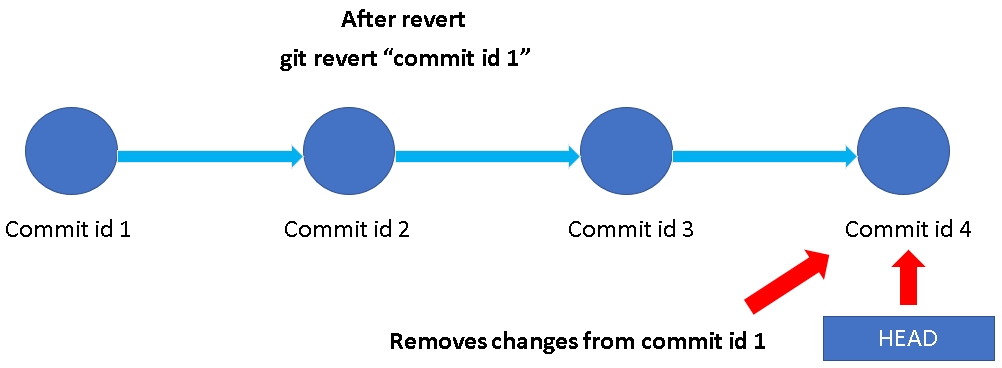 After revert
git revert “commit id 1”
Commit id 1
Commit id 2
Commit id 3
Commit id 4
Removes changes from commit id 1
HEAD